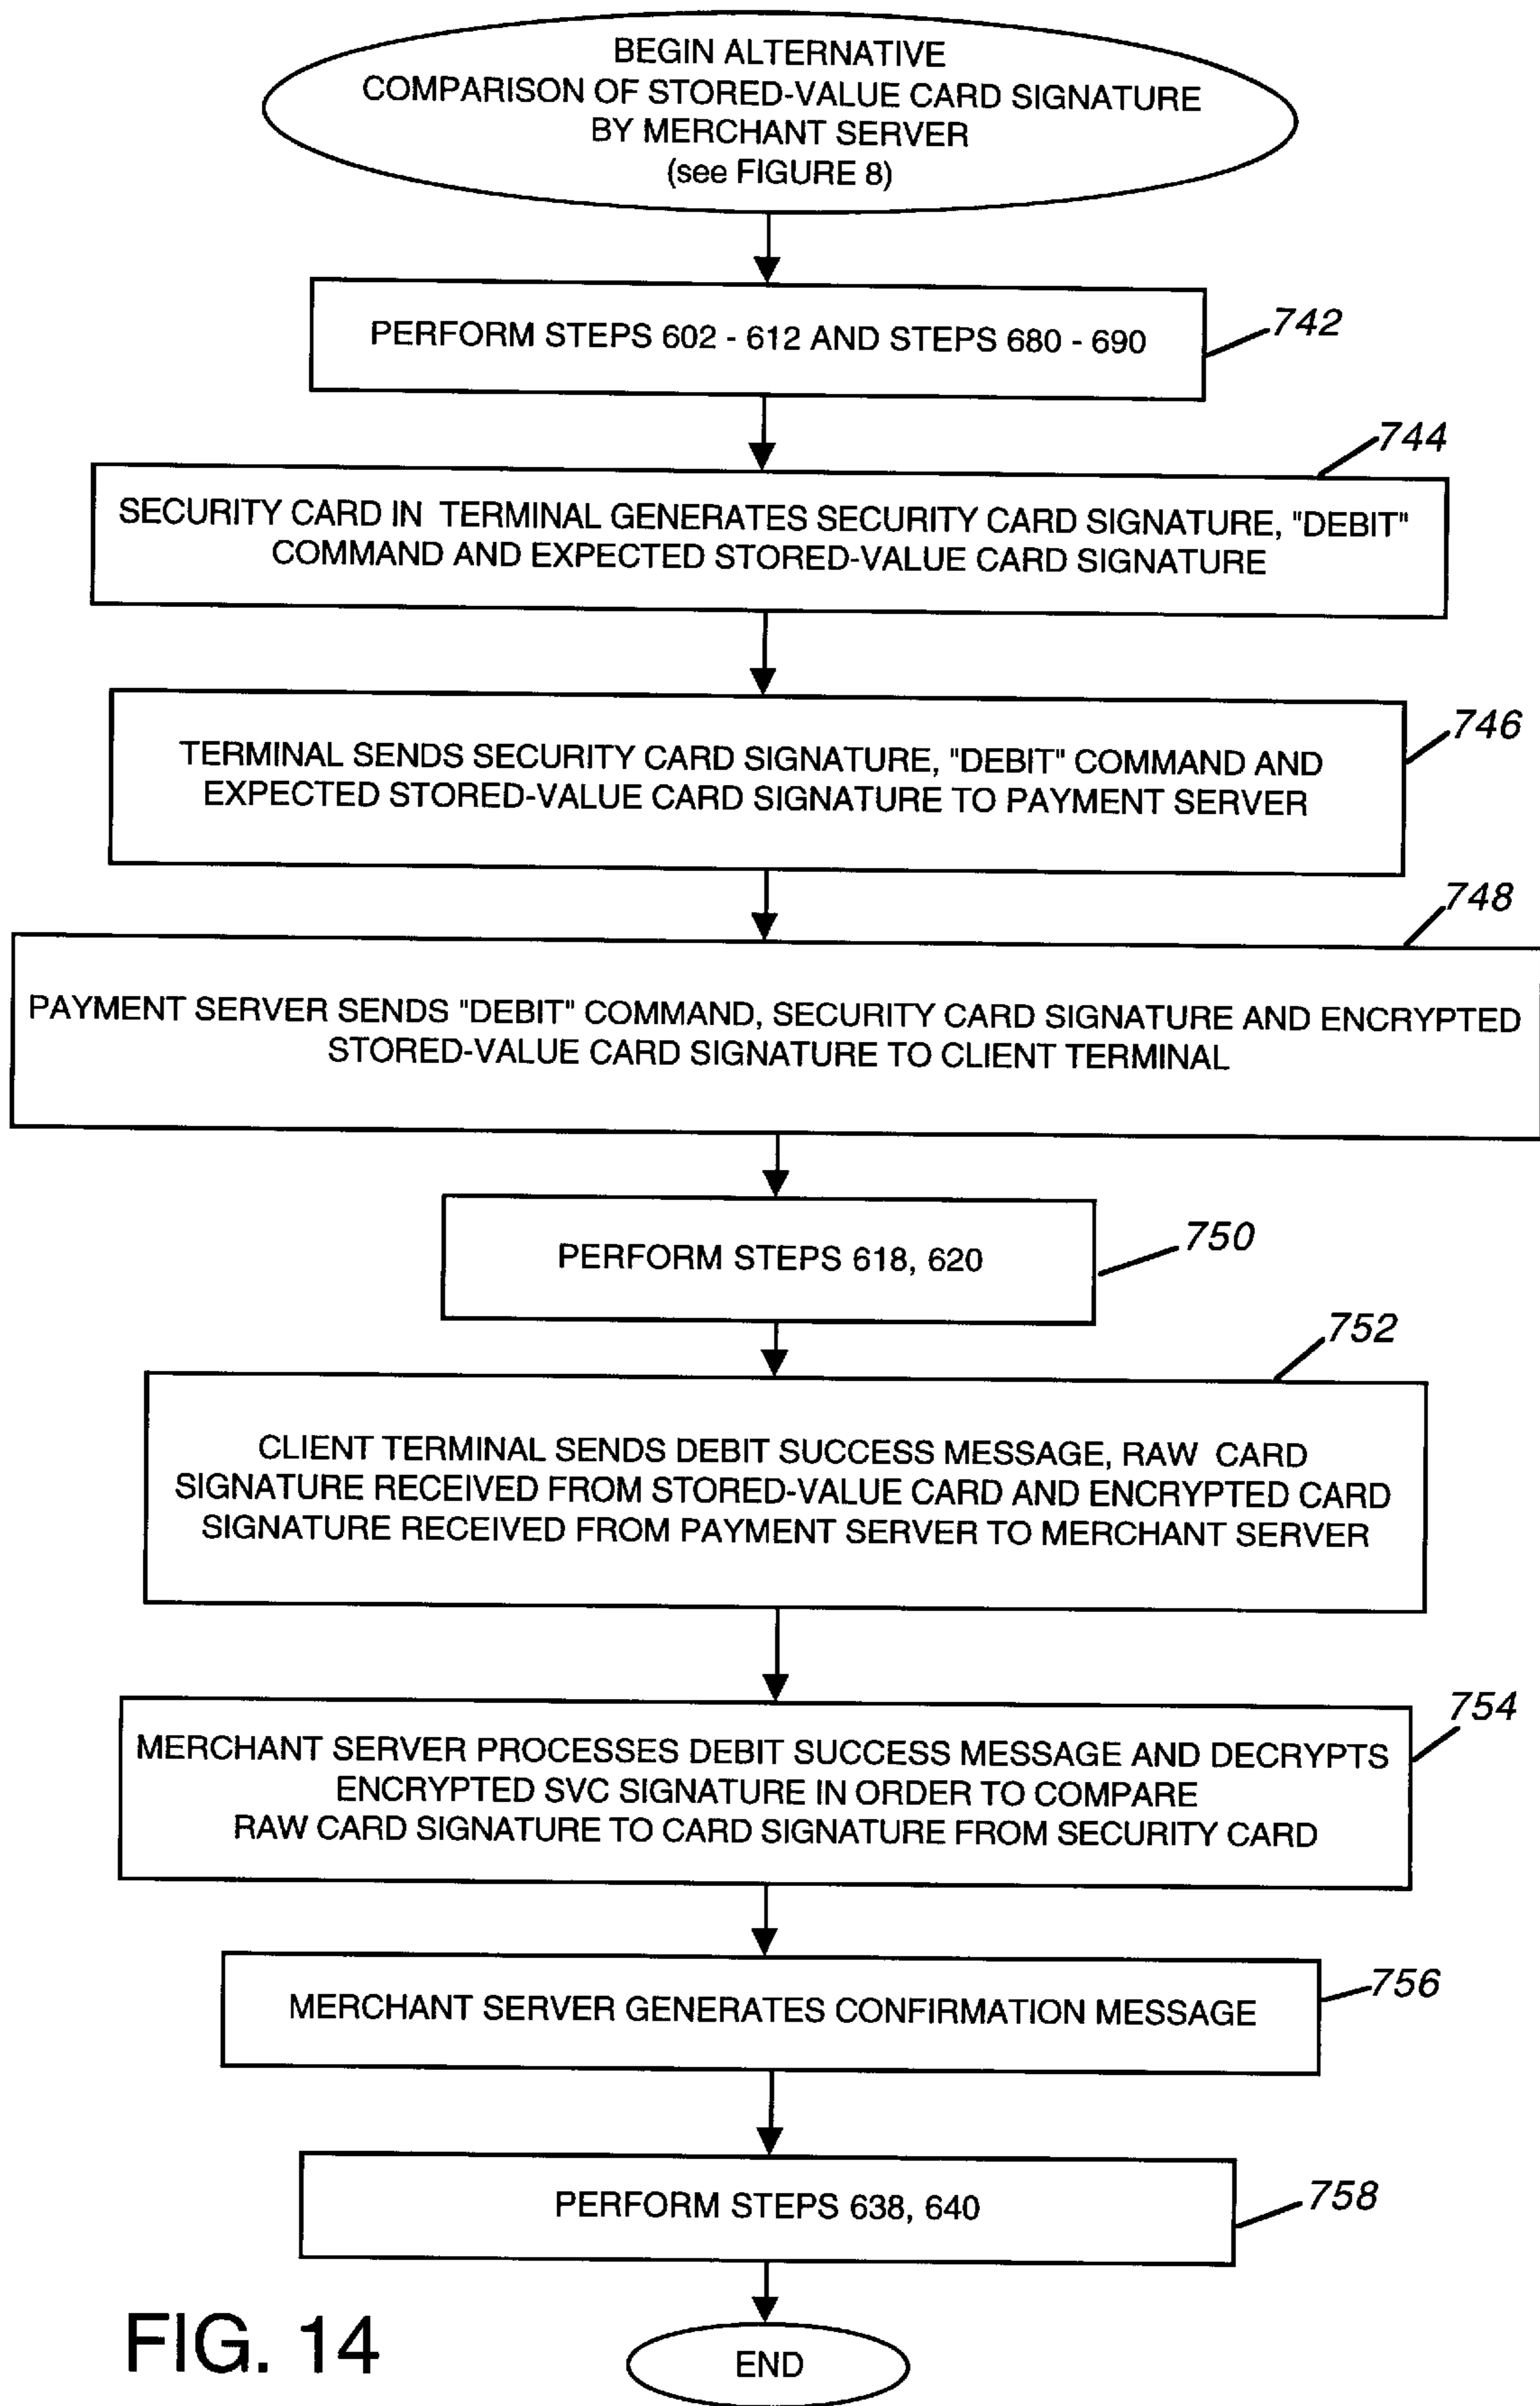 BEGIN ALTERNATIVE
COMPARISON OF STORED-VALUE CARD SIGNATURE
BY MERCHANT SERVER
(see FIGURE 8)
PERFORM STEPS 602 - 612 AND STEPS 680 - 690
742
744
SECURITY CARD IN TERMINAL GENERATES SECURITY CARD SIGNATURE, "DEBIT"
COMMAND AND EXPECTED STORED-VALUE CARD SIGNATURE
746
TERMINAL SENDS SECURITY CARD SIGNATURE, "DEBIT" COMMAND AND
EXPECTED STORED-VALUE CARD SIGNATURE TO PAYMENT SERVER
748
PAYMENT SERVER SENDS "DEBIT" COMMAND, SECURITY CARD SIGNATURE AND ENCRYPTED
STORED-VALUE CARD SIGNATURE TO CLIENT TERMINAL
PERFORM STEPS 618, 620
750
752
CLIENT TERMINAL SENDS DEBIT SUCCESS MESSAGE, RAW CARD
SIGNATURE RECEIVED FROM STORED-VALUE CARD AND ENCRYPTED CARD
SIGNATURE RECEIVED FROM PAYMENT SERVER TO MERCHANT SERVER
754
MERCHANT SERVER PROCESSES DEBIT SUCCESS MESSAGE AND DECRYPTS
ENCRYPTED SVC SIGNATURE IN ORDER TO COMPARE
RAW CARD SIGNATURE TO CARD SIGNATURE FROM SECURITY CARD
756
MERCHANT SERVER GENERATES CONFIRMATION MESSAGE
PERFORM STEPS 638, 640
758
FIG. 14
END